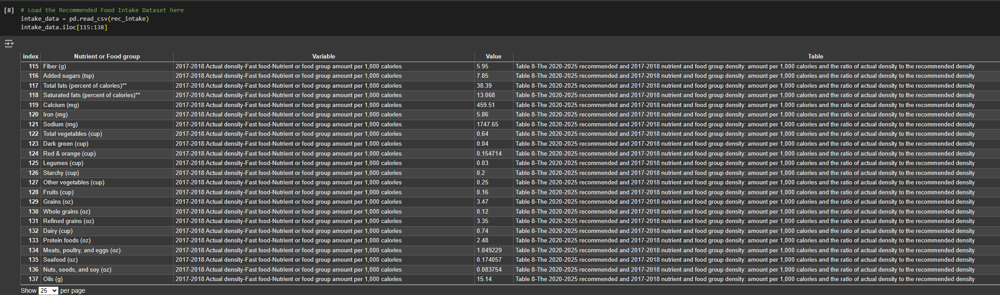 [8] # Load the Recommended Food Intake Dataset here
intake_data = pd.read_csv(rec_intake)
intake_data.iloc[115:138]
index Nutrient or Food group Variable Value Table
115 Fiber (g) 2017-2018 Actual density-Fast food-Nutrient or food group amount per 1,000 calories 5.95 Table 8-The 2020-2025 recommended and 2017-2018 nutrient and food group density: amount per 1,000 calories and the ratio of actual density to the recommended density
116 Added sugars (tsp) 2017-2018 Actual density-Fast food-Nutrient or food group amount per 1,000 calories 7.85 Table 8-The 2020-2025 recommended and 2017-2018 nutrient and food group density: amount per 1,000 calories and the ratio of actual density to the recommended density
117 Total fats (percent of calories)** 2017-2018 Actual density-Fast food-Nutrient or food group amount per 1,000 calories 38.39 Table 8-The 2020-2025 recommended and 2017-2018 nutrient and food group density: amount per 1,000 calories and the ratio of actual density to the recommended density
118 Saturated fats (percent of calories)** 2017-2018 Actual density-Fast food-Nutrient or food group amount per 1,000 calories 13.068 Table 8-The 2020-2025 recommended and 2017-2018 nutrient and food group density: amount per 1,000 calories and the ratio of actual density to the recommended density
119 Calcium (mg) 2017-2018 Actual density-Fast food-Nutrient or food group amount per 1,000 calories 459.51 Table 8-The 2020-2025 recommended and 2017-2018 nutrient and food group density: amount per 1,000 calories and the ratio of actual density to the recommended density
120 Iron (mg) 2017-2018 Actual density-Fast food-Nutrient or food group amount per 1,000 calories 5.86 Table 8-The 2020-2025 recommended and 2017-2018 nutrient and food group density: amount per 1,000 calories and the ratio of actual density to the recommended density
121 Sodium (mg) 2017-2018 Actual density-Fast food-Nutrient or food group amount per 1,000 calories 1747.65 Table 8-The 2020-2025 recommended and 2017-2018 nutrient and food group density: amount per 1,000 calories and the ratio of actual density to the recommended density
122 Total vegetables (cup) 2017-2018 Actual density-Fast food-Nutrient or food group amount per 1,000 calories 0.64 Table 8-The 2020-2025 recommended and 2017-2018 nutrient and food group density: amount per 1,000 calories and the ratio of actual density to the recommended density
123 Dark green (cup) 2017-2018 Actual density-Fast food-Nutrient or food group amount per 1,000 calories 0.04 Table 8-The 2020-2025 recommended and 2017-2018 nutrient and food group density: amount per 1,000 calories and the ratio of actual density to the recommended density
124 Red & orange (cup) 2017-2018 Actual density-Fast food-Nutrient or food group amount per 1,000 calories 0.154714 Table 8-The 2020-2025 recommended and 2017-2018 nutrient and food group density: amount per 1,000 calories and the ratio of actual density to the recommended density
125 Legumes (cup) 2017-2018 Actual density-Fast food-Nutrient or food group amount per 1,000 calories 0.03 Table 8-The 2020-2025 recommended and 2017-2018 nutrient and food group density: amount per 1,000 calories and the ratio of actual density to the recommended density
126 Starchy (cup) 2017-2018 Actual density-Fast food-Nutrient or food group amount per 1,000 calories 0.2 Table 8-The 2020-2025 recommended and 2017-2018 nutrient and food group density: amount per 1,000 calories and the ratio of actual density to the recommended density
127 Other vegetables (cup) 2017-2018 Actual density-Fast food-Nutrient or food group amount per 1,000 calories 0.25 Table 8-The 2020-2025 recommended and 2017-2018 nutrient and food group density: amount per 1,000 calories and the ratio of actual density to the recommended density
128 Fruits (cup) 2017-2018 Actual density-Fast food-Nutrient or food group amount per 1,000 calories 0.16 Table 8-The 2020-2025 recommended and 2017-2018 nutrient and food group density: amount per 1,000 calories and the ratio of actual density to the recommended density
129 Grains (oz) 2017-2018 Actual density-Fast food-Nutrient or food group amount per 1,000 calories 3.47 Table 8-The 2020-2025 recommended and 2017-2018 nutrient and food group density: amount per 1,000 calories and the ratio of actual density to the recommended density
130 Whole grains (oz) 2017-2018 Actual density-Fast food-Nutrient or food group amount per 1,000 calories 0.12 Table 8-The 2020-2025 recommended and 2017-2018 nutrient and food group density: amount per 1,000 calories and the ratio of actual density to the recommended density
131 Refined grains (oz) 2017-2018 Actual density-Fast food-Nutrient or food group amount per 1,000 calories 3.35 Table 8-The 2020-2025 recommended and 2017-2018 nutrient and food group density: amount per 1,000 calories and the ratio of actual density to the recommended density
132 Dairy (cup) 2017-2018 Actual density-Fast food-Nutrient or food group amount per 1,000 calories 0.74 Table 8-The 2020-2025 recommended and 2017-2018 nutrient and food group density: amount per 1,000 calories and the ratio of actual density to the recommended density
133 Protein foods (oz) 2017-2018 Actual density-Fast food-Nutrient or food group amount per 1,000 calories 2.48 Table 8-The 2020-2025 recommended and 2017-2018 nutrient and food group density: amount per 1,000 calories and the ratio of actual density to the recommended density
134 Meats, poultry, and eggs (oz) 2017-2018 Actual density-Fast food-Nutrient or food group amount per 1,000 calories 1.849229 Table 8-The 2020-2025 recommended and 2017-2018 nutrient and food group density: amount per 1,000 calories and the ratio of actual density to the recommended density
135 Seafood (oz) 2017-2018 Actual density-Fast food-Nutrient or food group amount per 1,000 calories 0.174057 Table 8-The 2020-2025 recommended and 2017-2018 nutrient and food group density: amount per 1,000 calories and the ratio of actual density to the recommended density
136 Nuts, seeds, and soy (oz) 2017-2018 Actual density-Fast food-Nutrient or food group amount per 1,000 calories 0.083754 Table 8-The 2020-2025 recommended and 2017-2018 nutrient and food group density: amount per 1,000 calories and the ratio of actual density to the recommended density
137 Oils (g) 2017-2018 Actual density-Fast food-Nutrient or food group amount per 1,000 calories 15.14 Table 8-The 2020-2025 recommended and 2017-2018 nutrient and food group density: amount per 1,000 calories and the ratio of actual density to the recommended density
Show 25 per page